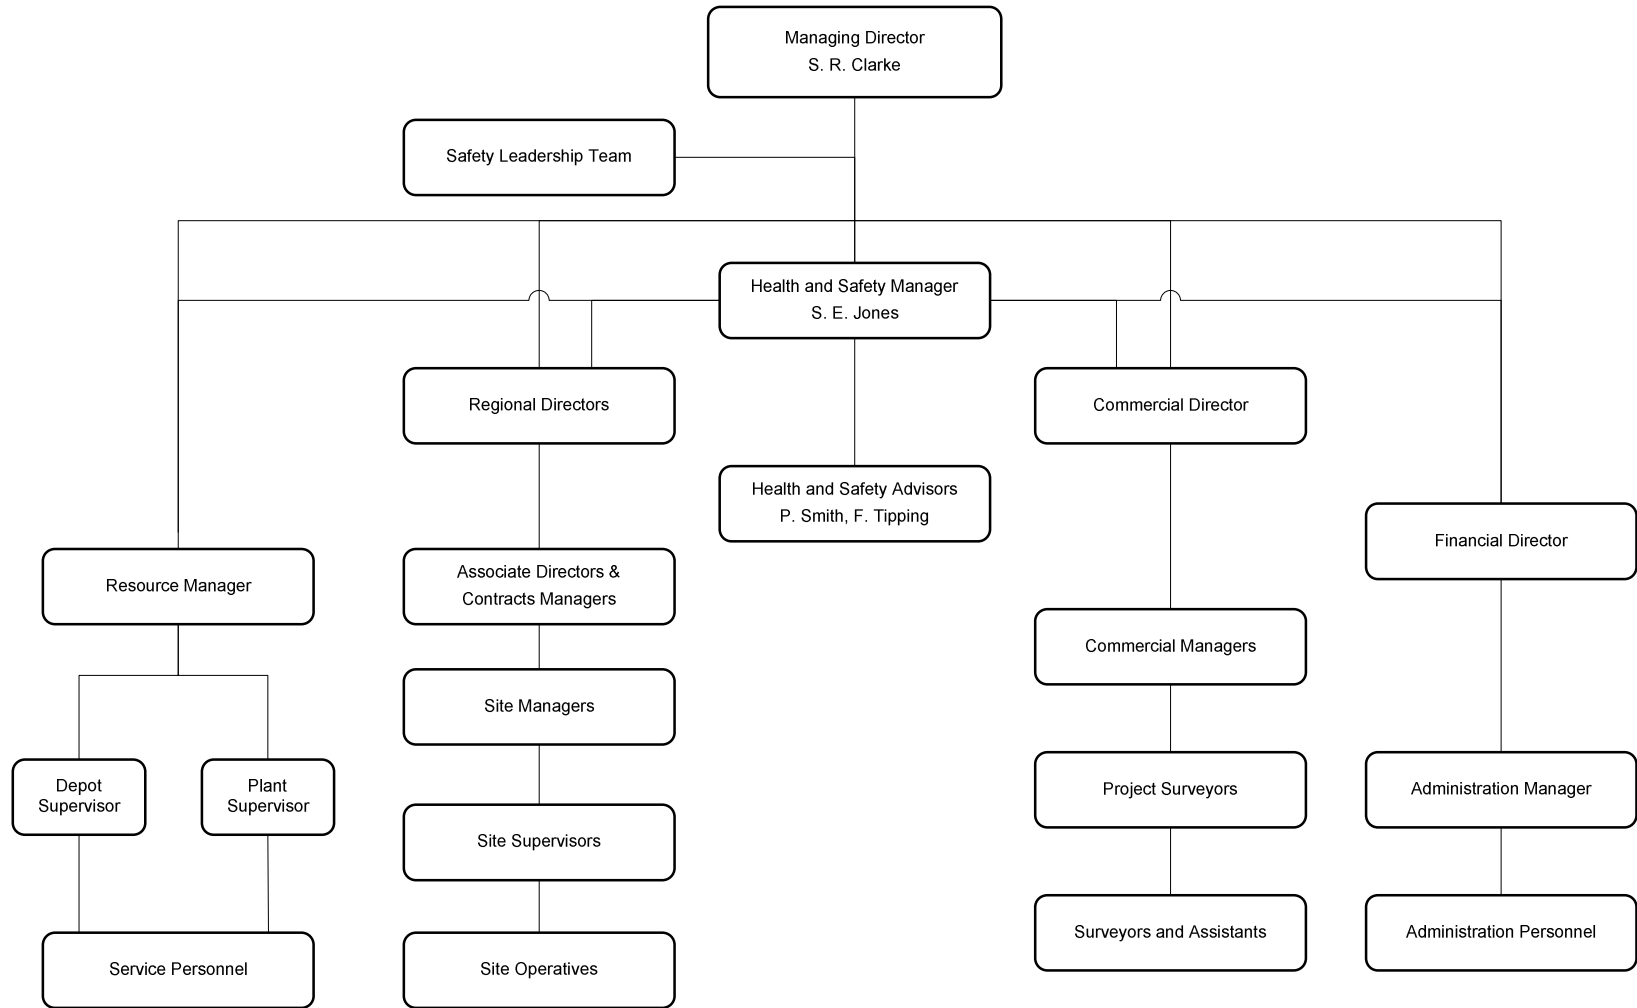 Managing Director
S. R. Clarke
Safety Leadership Team
Health and Safety Manager
S. E. Jones
Regional Directors
Commercial Director
Health and Safety Advisors
P. Smith, F. Tipping
Financial Director
Resource Manager
Associate Directors &
Contracts Managers
Commercial Managers
Site Managers
Depot
Supervisor
Plant
Supervisor
Project Surveyors
Administration Manager
Site Supervisors
Surveyors and Assistants
Administration Personnel
Service Personnel
Site Operatives